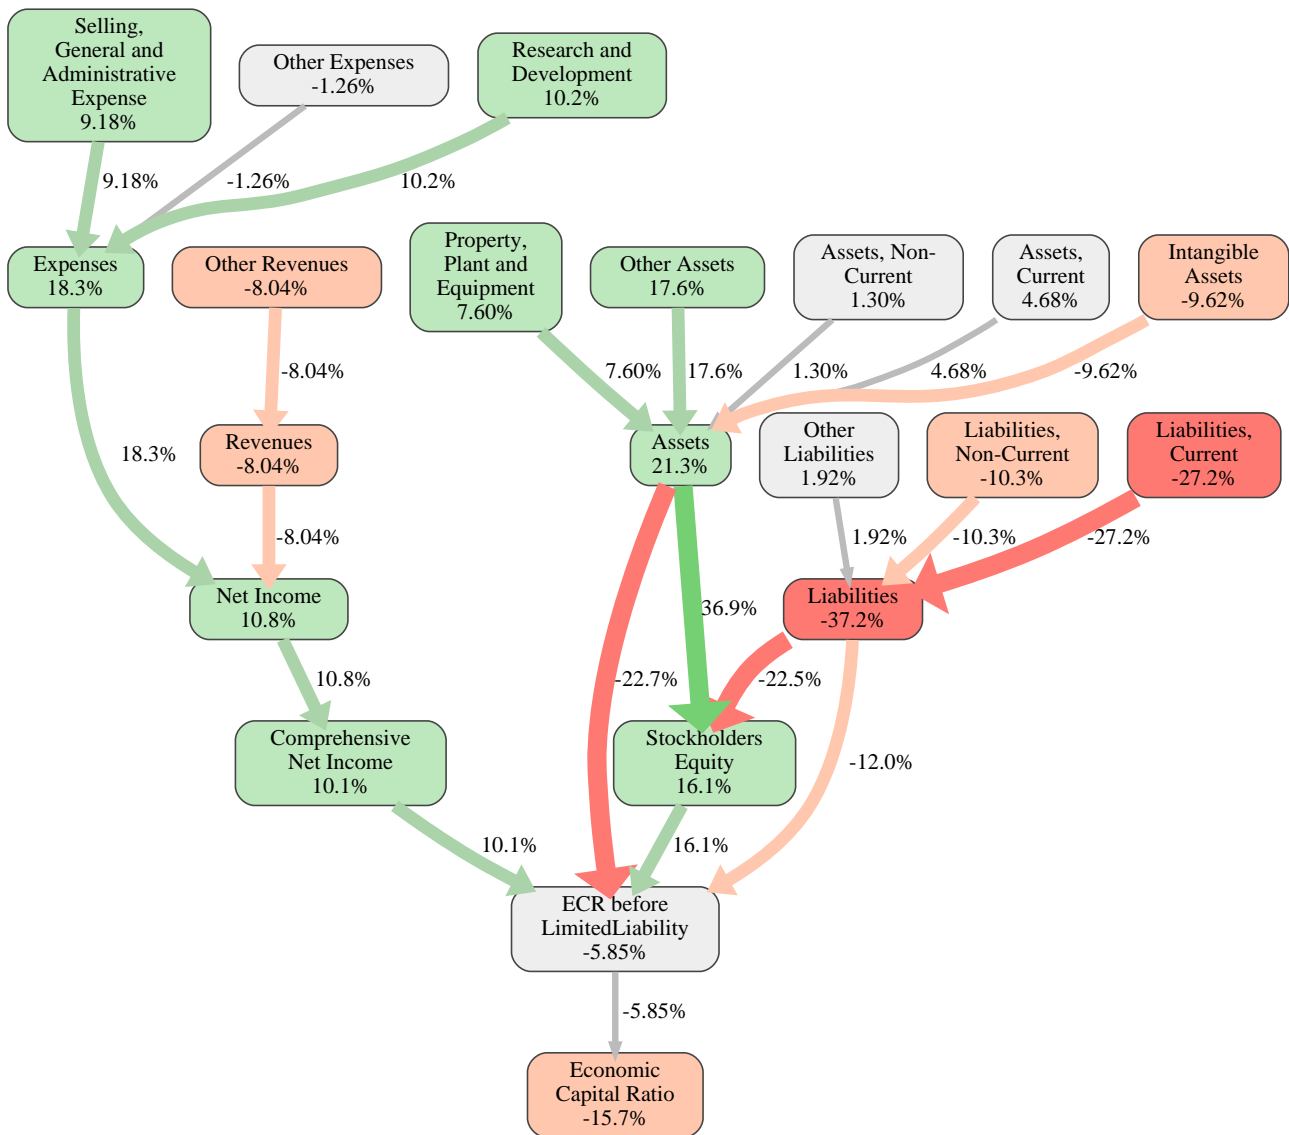 Selling,
General and
Administrative
Expense
9.18%
Other Expenses
-1.26%
Research and
Development
10.2%
9.18%
-1.26%
10.2%
Expenses
18.3%
Other Revenues
-8.04%
Property,
Plant and
Equipment
7.60%
Other Assets
17.6%
Assets, Non-
Current
1.30%
Assets,
Current
4.68%
Intangible
Assets
-9.62%
-8.04%
7.60%
17.6%
1.30%
4.68%
-9.62%
18.3%
Revenues
-8.04%
Assets
21.3%
Other
Liabilities
1.92%
Liabilities,
Non-Current
-10.3%
Liabilities,
Current
-27.2%
-8.04%
1.92%
-10.3%
-27.2%
Net Income
10.8%
36.9%
Liabilities
-37.2%
10.8%
-22.7%
-22.5%
Comprehensive
Net Income
10.1%
Stockholders
Equity
16.1%
-12.0%
10.1%
16.1%
ECR before
LimitedLiability
-5.85%
-5.85%
Economic
Capital Ratio
-15.7%